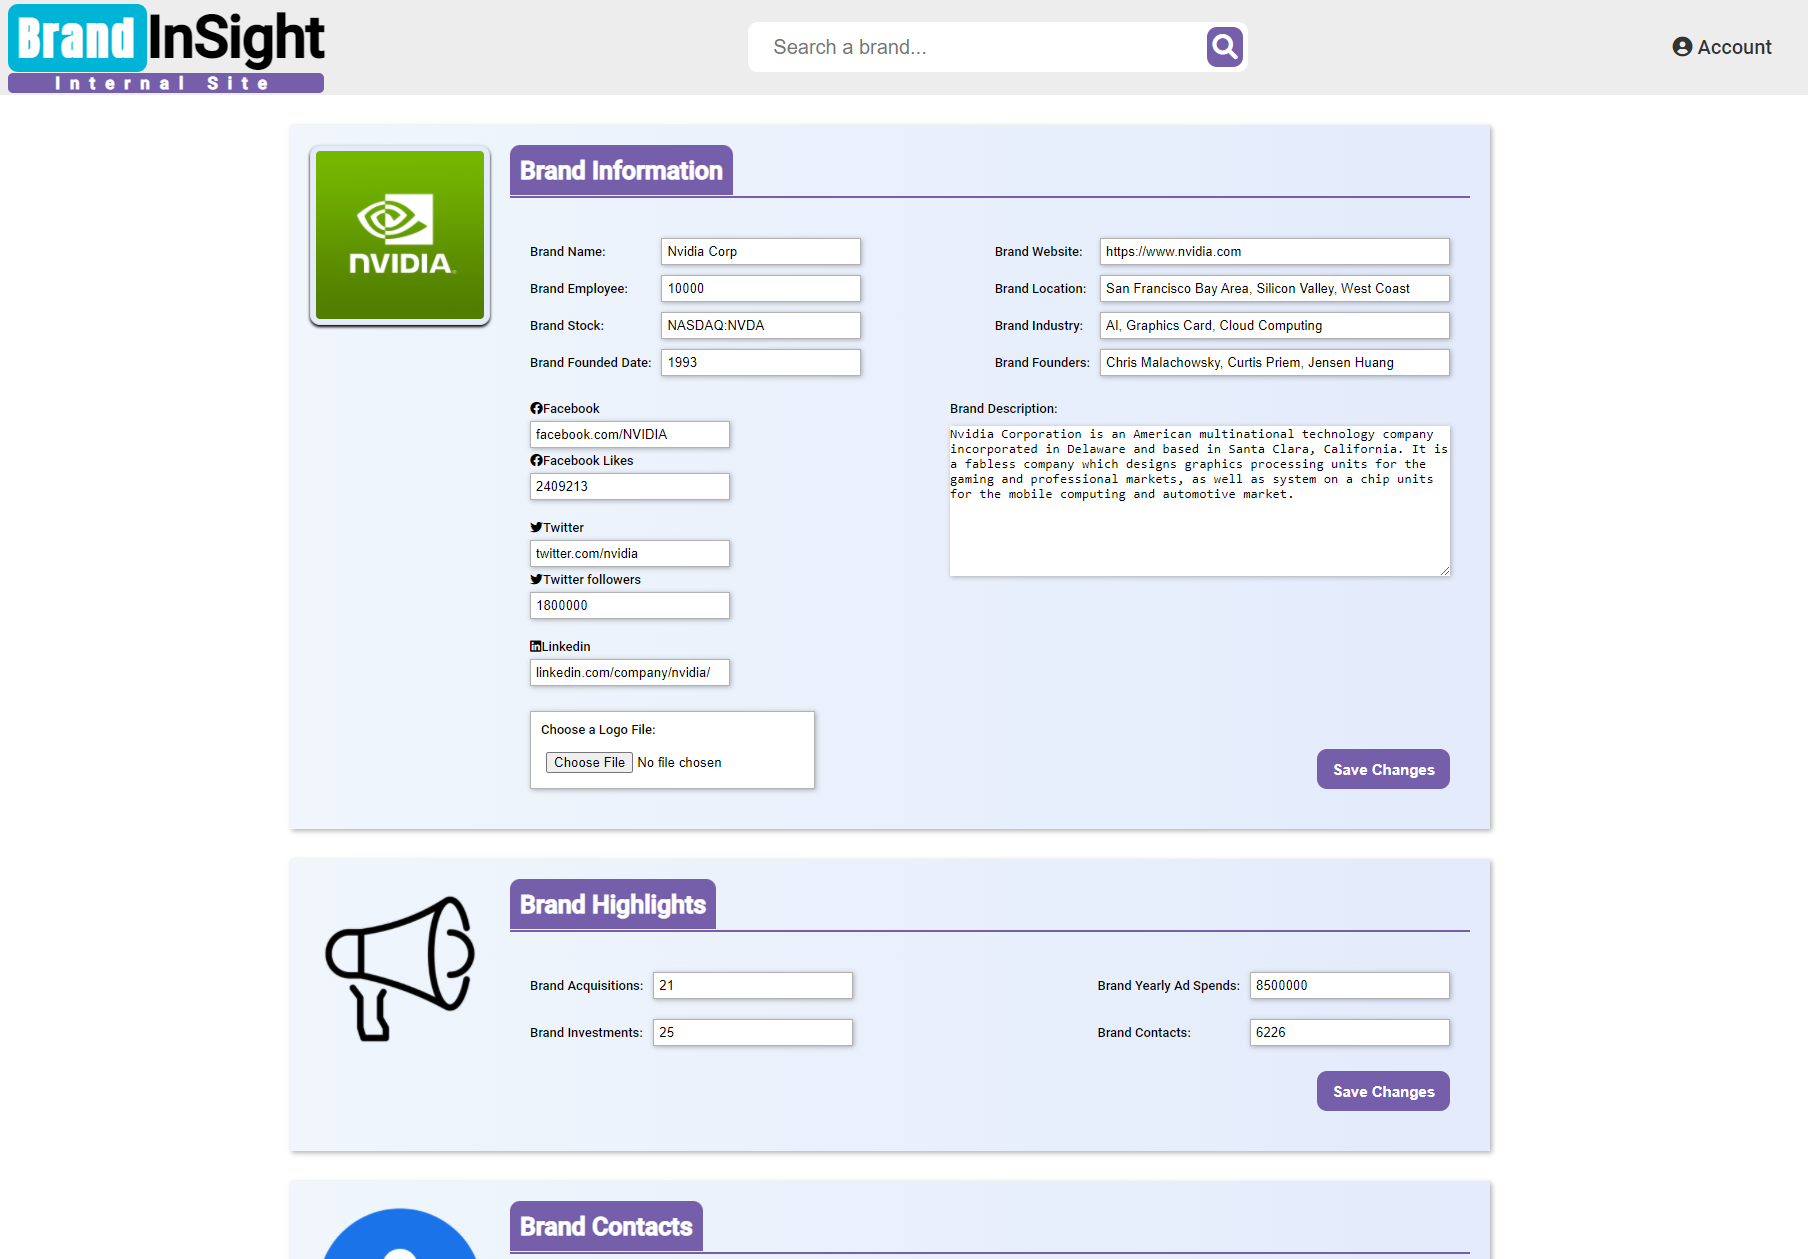 Brand InSight
Internal Site
Search a brand...
Account
NVIDIA
Brand Information
Brand Name: Nvidia Corp
Brand Website: https://www.nvidia.com
Brand Employee: 10000
Brand Location: San Francisco Bay Area, Silicon Valley, West Coast
Brand Stock: NASDAQ:NVDA
Brand Industry: AI, Graphics Card, Cloud Computing
Brand Founded Date: 1993
Brand Founders: Chris Malachowsky, Curtis Priem, Jensen Huang
Facebook
facebook.com/NVIDIA
Facebook Likes
2409213
Twitter
twitter.com/nvidia
Twitter followers
1800000
Linkedin
linkedin.com/company/nvidia/
Brand Description:
Nvidia Corporation is an American multinational technology company
incorporated in Delaware and based in Santa Clara, California. It is
a fabless company which designs graphics processing units for the
gaming and professional markets, as well as system on a chip units
for the mobile computing and automotive market.
Choose a Logo File:
Choose File No file chosen
Save Changes
Brand Highlights
Brand Acquisitions: 21
Brand Yearly Ad Spends: 8500000
Brand Investments: 25
Brand Contacts: 6226
Save Changes
Brand Contacts